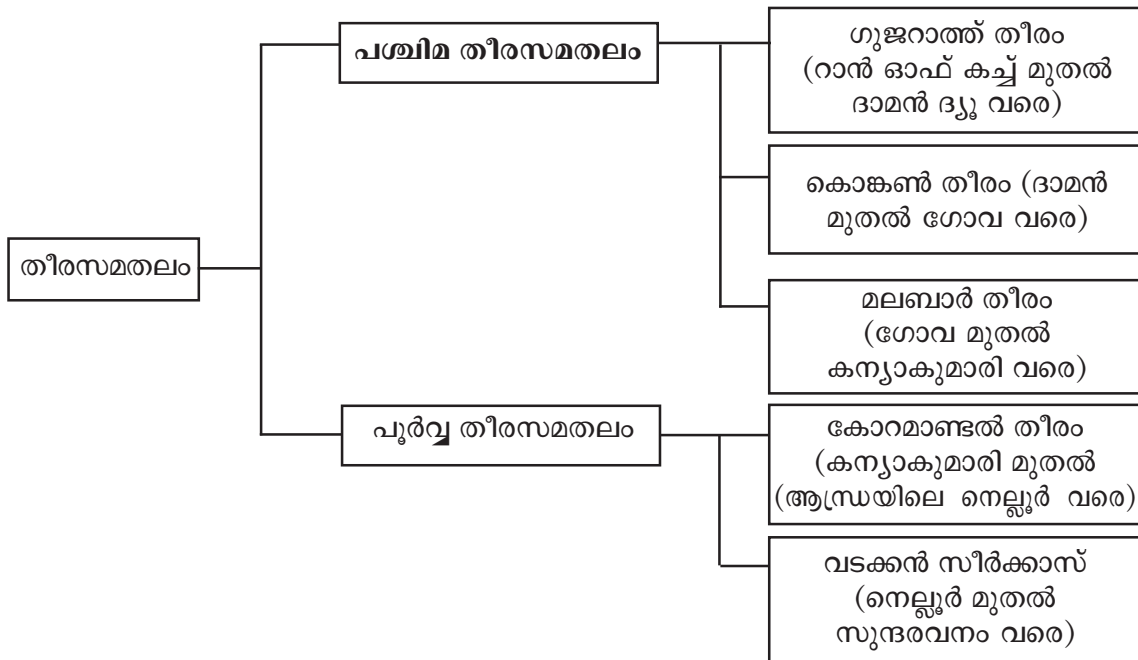 തീരസമതലം
പശ്ചിമ തീരസമതലം
ഗുജറാത്ത് തീരം
(റാൻ ഓഫ് കച്ച് മുതൽ
ദാമൻ ദ്യൂ വരെ)
കൊങ്കൺ തീരം (ദാമൻ
മുതൽ ഗോവ വരെ)
മലബാർ തീരം
(ഗോവ മുതൽ
കന്യാകുമാരി വരെ)
പൂർവ്വ തീരസമതലം
കോറമാണ്ടൽ തീരം
(കന്യാകുമാരി മുതൽ
(ആന്ധ്രയിലെ നെല്ലൂർ വരെ)
വടക്കൻ സീർക്കാസ്
(നെല്ലൂർ മുതൽ
സുന്ദരവനം വരെ)